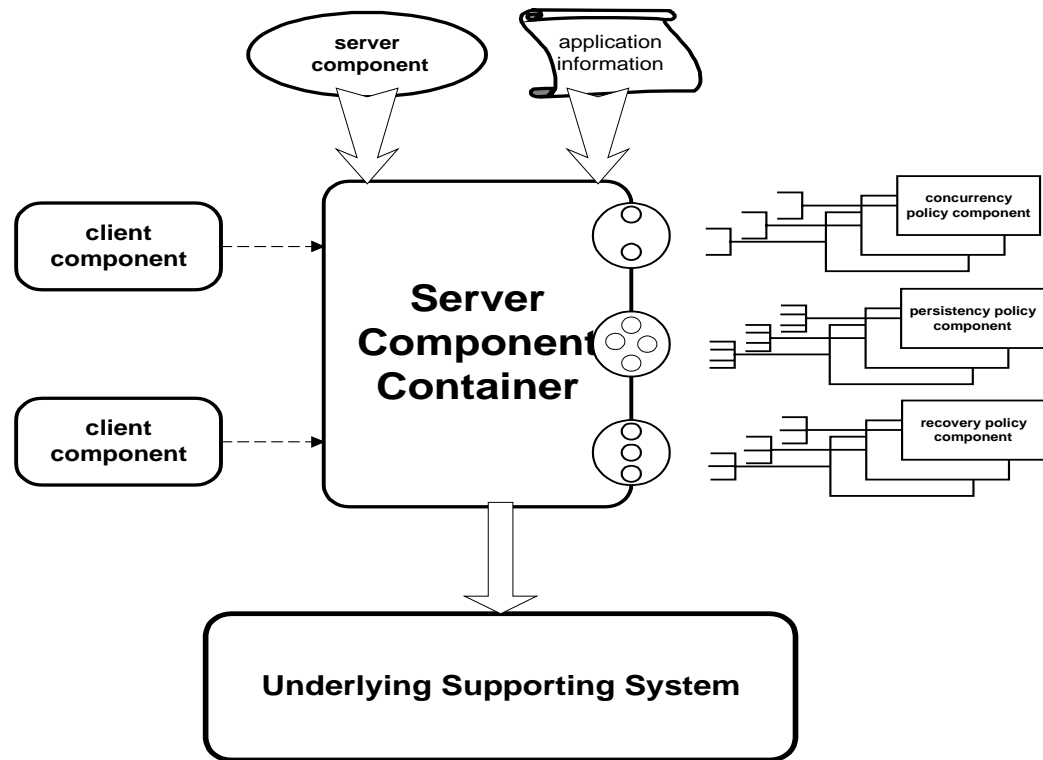 server
component
application
information
client
component
concurrency
policy component
Server
Component
Container
persistency policy
component
client
component
recovery policy
component
Underlying Supporting System